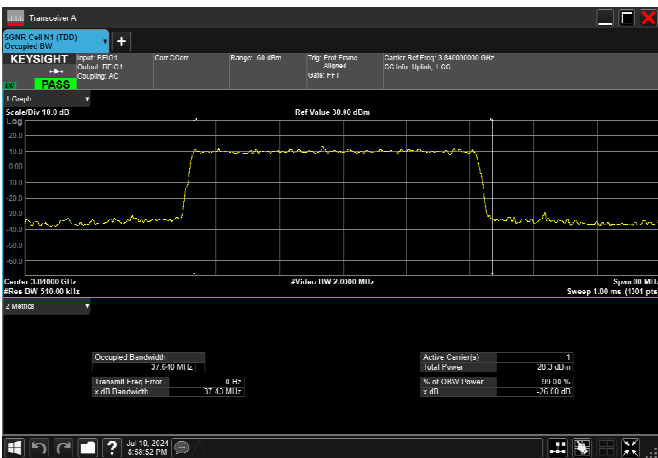 Transceiver A
5GNR Cell N1 (TDD)
Occupied BW
+
KEYSIGHT
PASS
Input: RFIO1
Output: RFIO1
Coupling: AC
Corr CCorr
Range: -60 dBm
Trig: Prot Frame
Aligned
Gate: FFT
Carrier Ref Freq: 3.840000000 GHz
CC Info: Uplink, 1 CC
1 Graph
Scale/Div 10.0 dB
Ref Value 30.00 dBm
Log
20.0
10.0
0.00
-10.0
-20.0
-30.0
-40.0
-50.0
-60.0
Center 3.84000 GHz
#Video BW 2.0000 MHz
Span 80 MHz
#Res BW 510.00 kHz
Sweep 1.00 ms (1001 pts
2 Metrics
Occupied Bandwidth
37.640 MHz
Transmit Freq Error
0 Hz
x dB Bandwidth
37.43 MHz
Active Carrier(s)
1
Total Power
28.3 dBm
% of OBW Power
99.00 %
x dB
-26.00 dB
Jul 18, 2024
8:58:52 PM